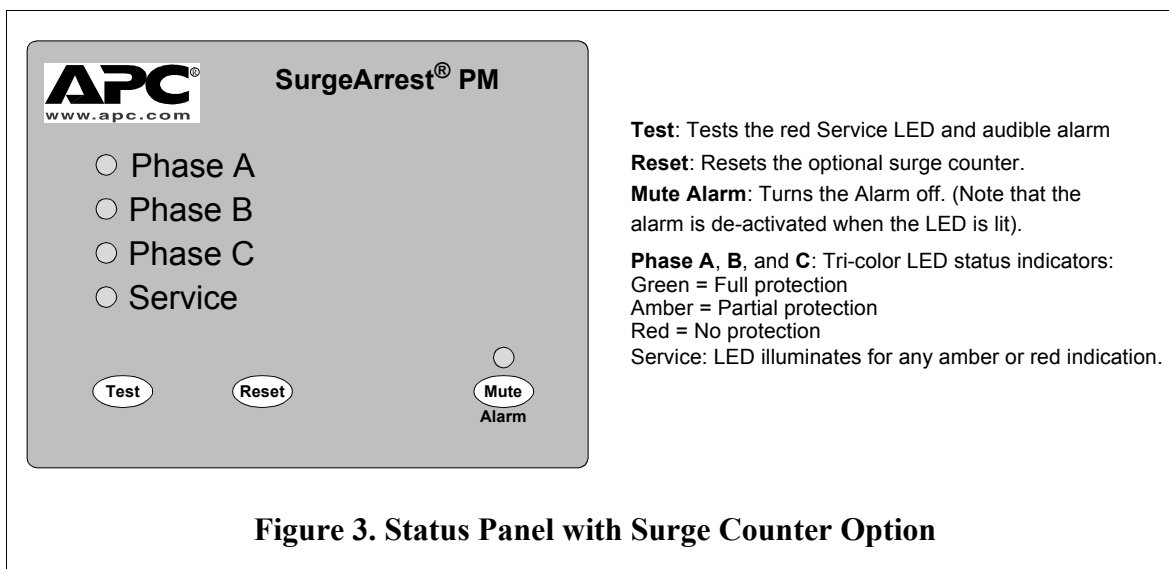 APC®
www.apc.com
SurgeArrest® PM
Phase A
Phase B
Phase C
Service
Test
Reset
Mute
Alarm
Test: Tests the red Service LED and audible alarm
Reset: Resets the optional surge counter.
Mute Alarm: Turns the Alarm off. (Note that the
alarm is de-activated when the LED is lit).
Phase A, B, and C: Tri-color LED status indicators:
Green = Full protection
Amber = Partial protection
Red = No protection
Service: LED illuminates for any amber or red indication.
Figure 3. Status Panel with Surge Counter Option